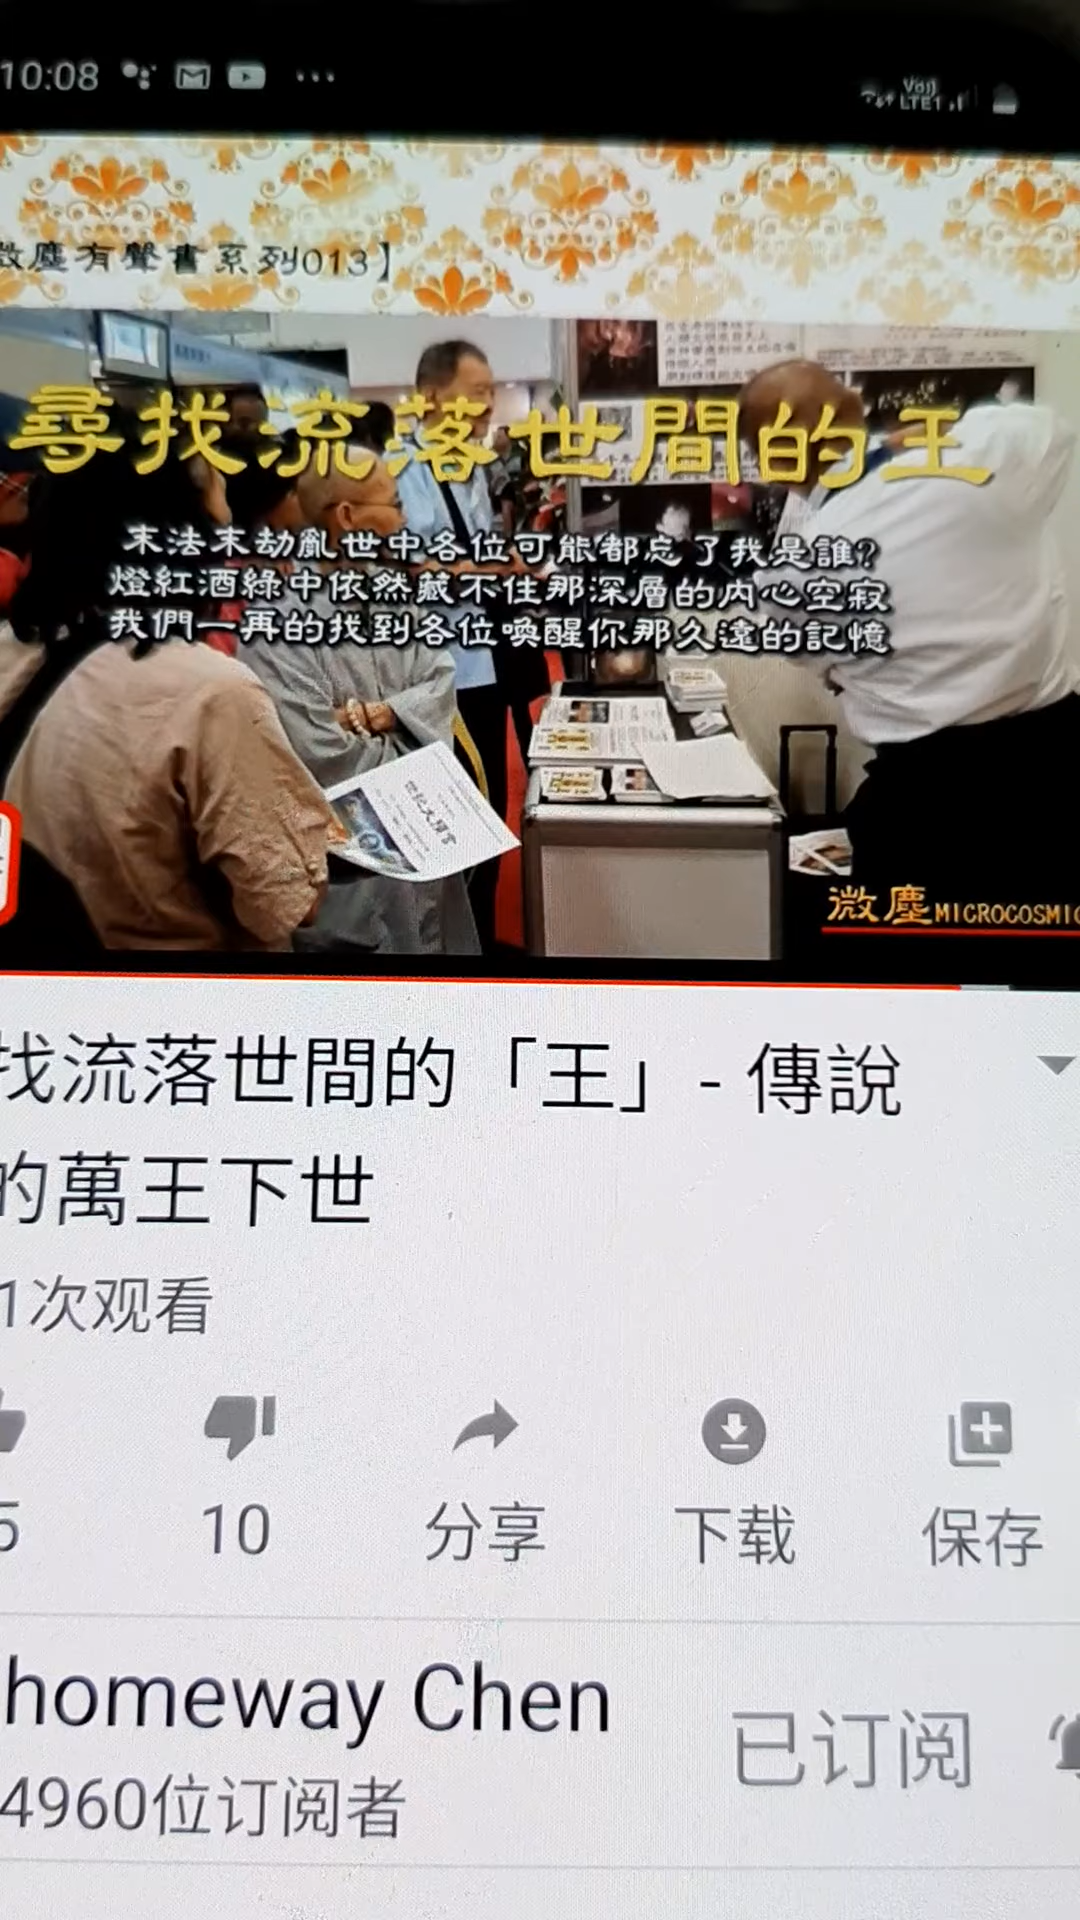 10:08
Vo))
LTE1
微塵有聲書系列013】
尋找流落世間的王
末法末劫亂世中各位可能都忘了我是誰?
燈紅酒綠中依然藏不住那深層的內心空寂
我們一再的找到各位喚醒你那久遠的記憶
微塵MICROCOSMIC
找流落世間的「王」- 傳說
的萬王下世
1次观看
5
10
分享
下载
保存
homeway Chen
已订阅
4960位订阅者